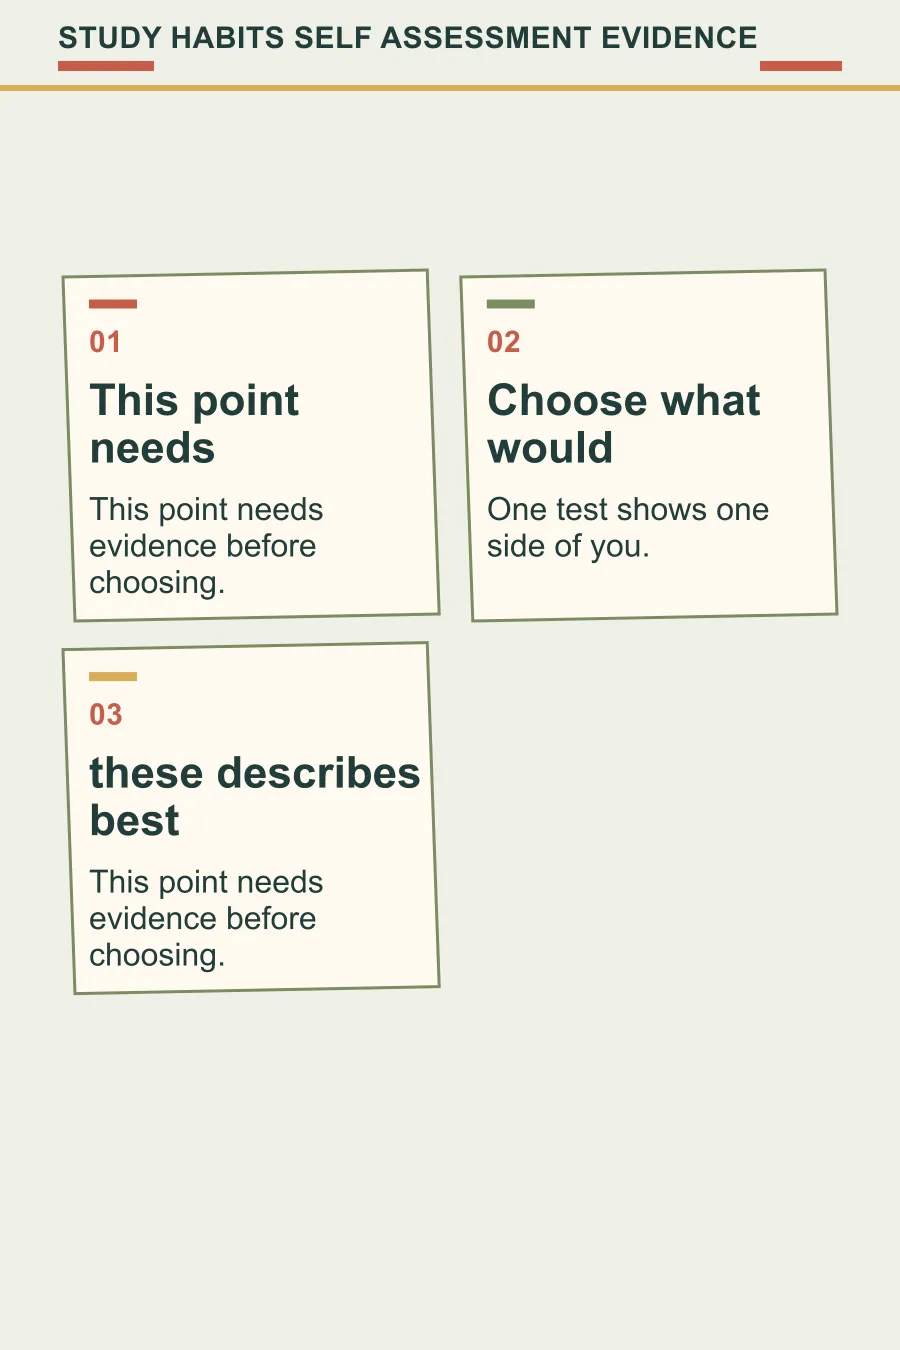 STUDY HABITS SELF ASSESSMENT EVIDENCE
01
This point
needs
This point needs
evidence before
choosing.
02
Choose what
would
One test shows one
side of you.
03
these describes
best
This point needs
evidence before
choosing.